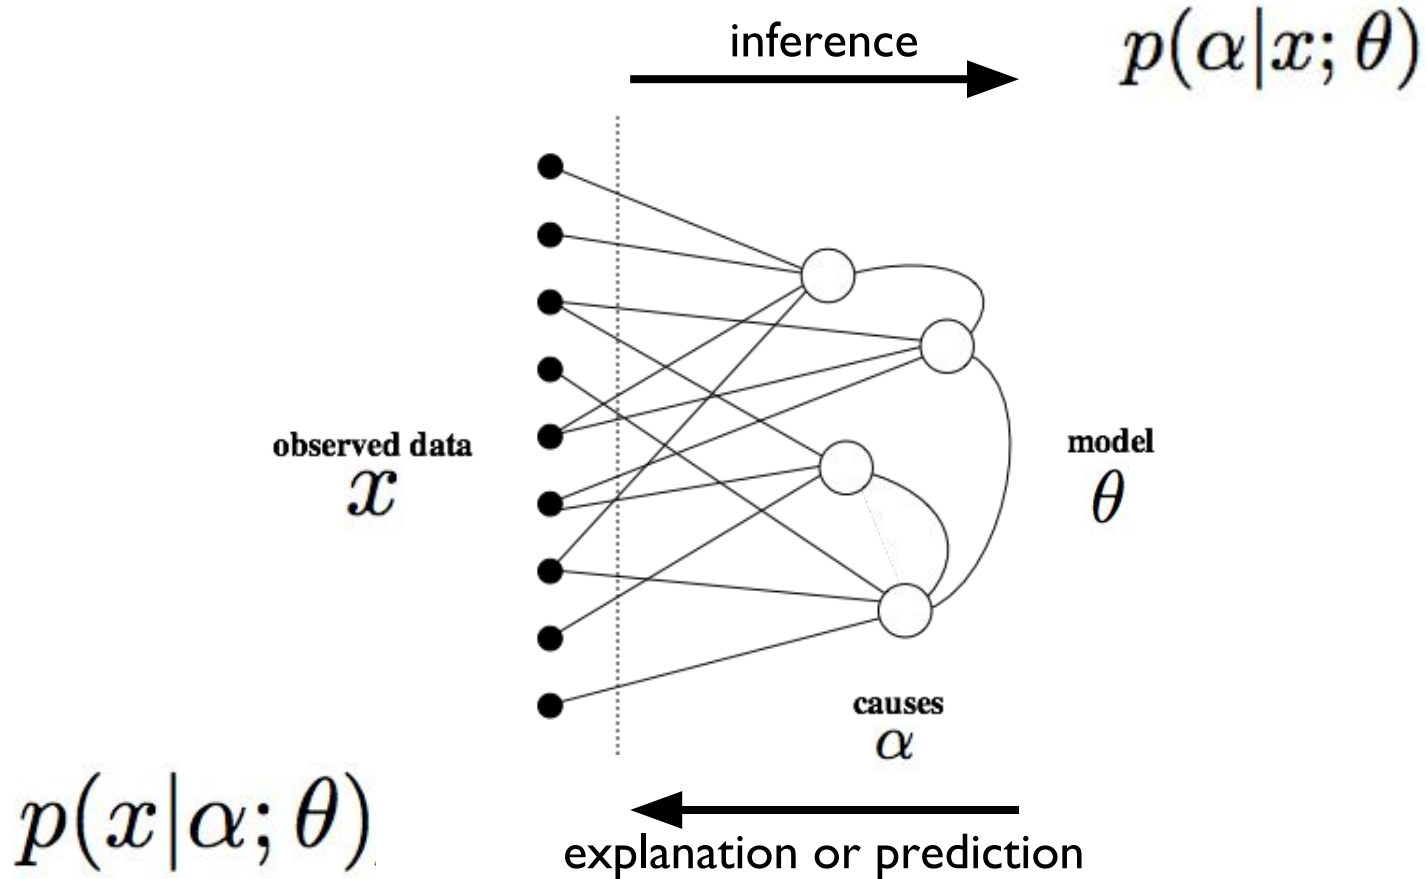 inference
p(α|x; θ)
observed data
x
model
θ
causes
α
p(x|α; θ)
explanation or prediction